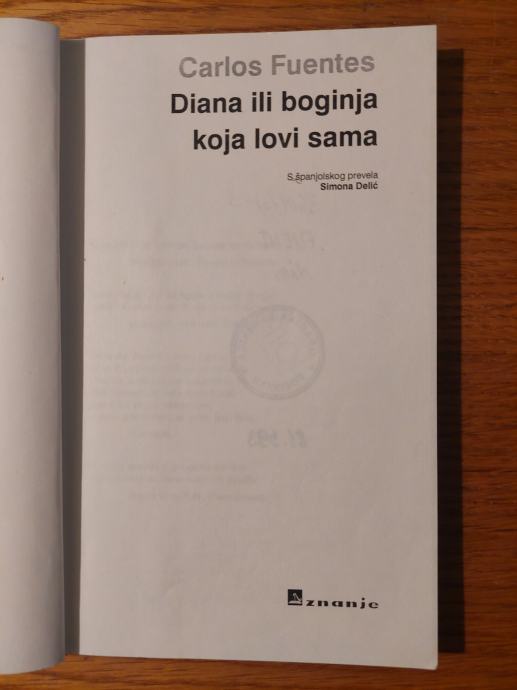 Carlos Fuentes
Diana ili boginja
koja lovi sama
S španjolskog prevela
Simona Delić
znanje